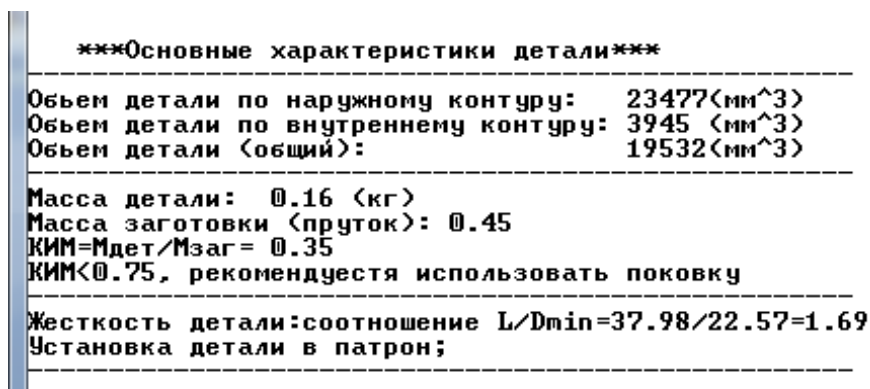 ***Основные характеристики детали***
Обьем детали по наружному контуру: 23477(мм^3)
Обьем детали по внутреннему контуру: 3945 (мм^3)
Обьем детали (общий): 19532(мм^3)
Масса детали: 0.16 (кг)
Масса заготовки (пруток): 0.45
КИМ=Мдет/Мзаг= 0.35
КИМ<0.75, рекомендуестя использовать поковку
Жесткость детали:соотношение L/Dmin=37.98/22.57=1.69
Установка детали в патрон;